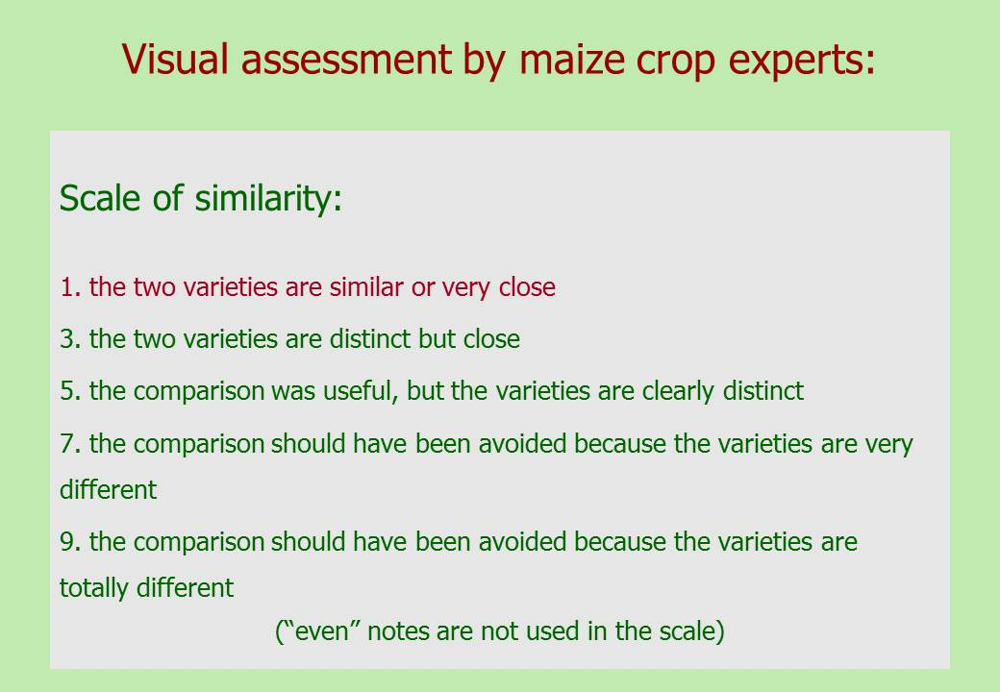 Visual assessment by maize crop experts:
Scale of similarity:
1. the two varieties are similar or very close
3. the two varieties are distinct but close
5. the comparison was useful, but the varieties are clearly distinct
7. the comparison should have been avoided because the varieties are very
different
9. the comparison should have been avoided because the varieties are
totally different
(“even” notes are not used in the scale)